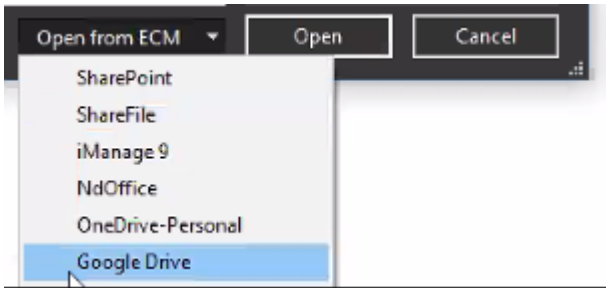 Open from ECM Open Cancel
SharePoint
ShareFile
iManage 9
NdOffice
OneDrive-Personal
Google Drive